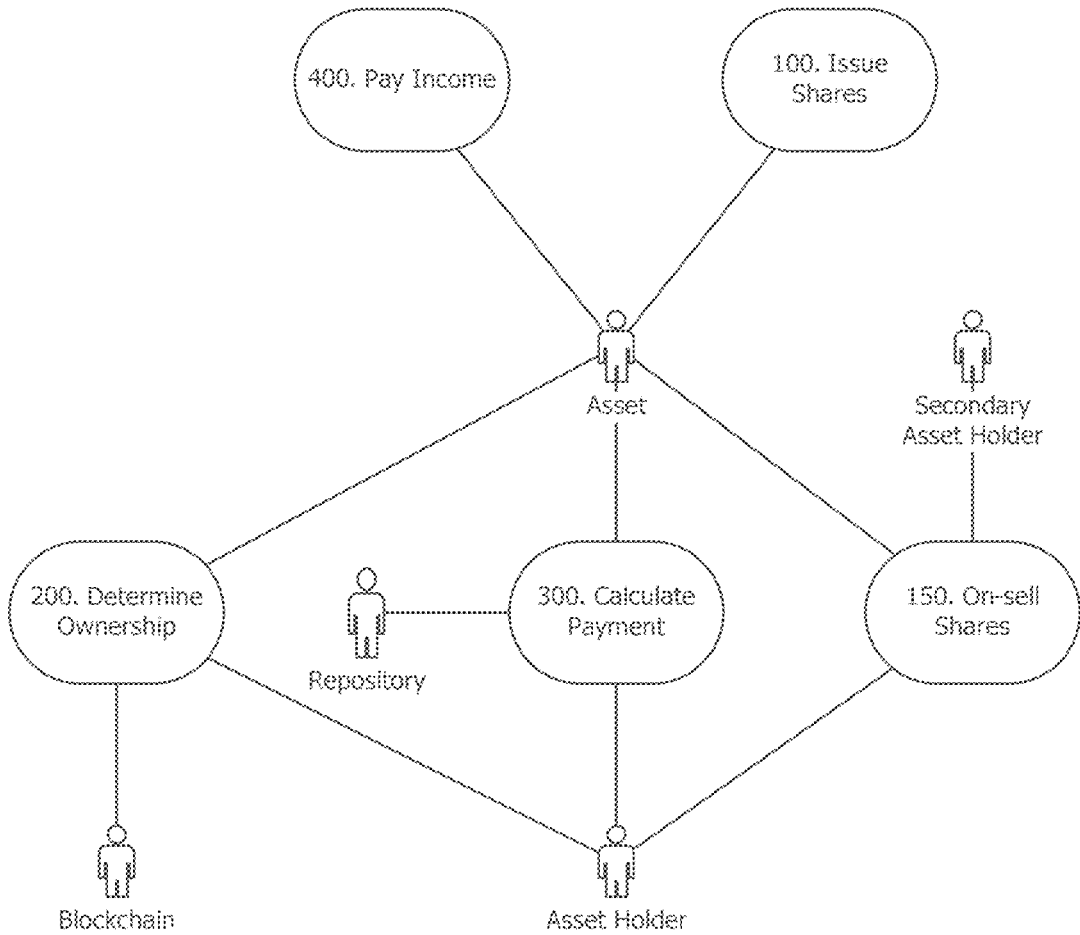 400. Pay Income
100. Issue
Shares
Asset
Secondary
Asset Holder
200. Determine
Ownership
Repository
300. Calculate
Payment
150. On-sell
Shares
Blockchain
Asset Holder